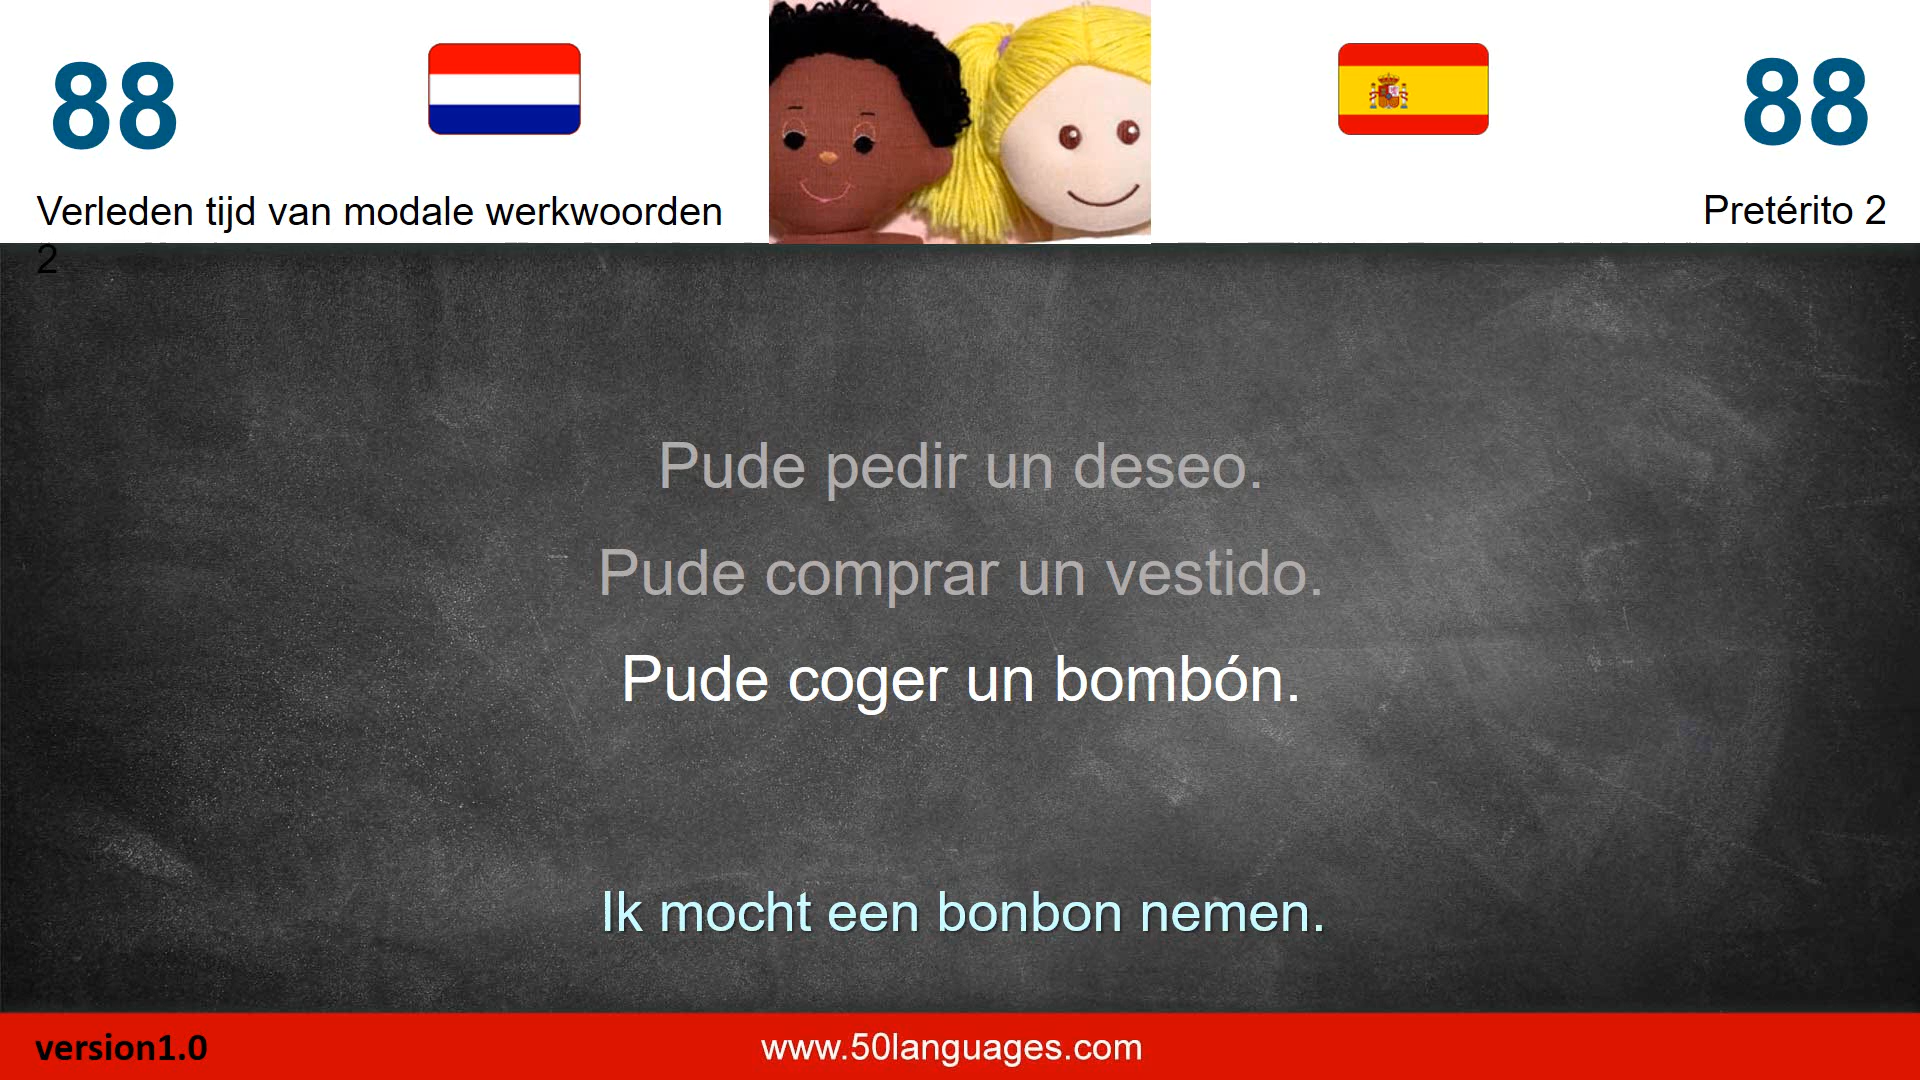 88
88
Verleden tijd van modale werkwoorden
2
Pretérito 2
Pude pedir un deseo.
Pude comprar un vestido.
Pude coger un bombón.
Ik mocht een bonbon nemen.
version1.0
www.50languages.com